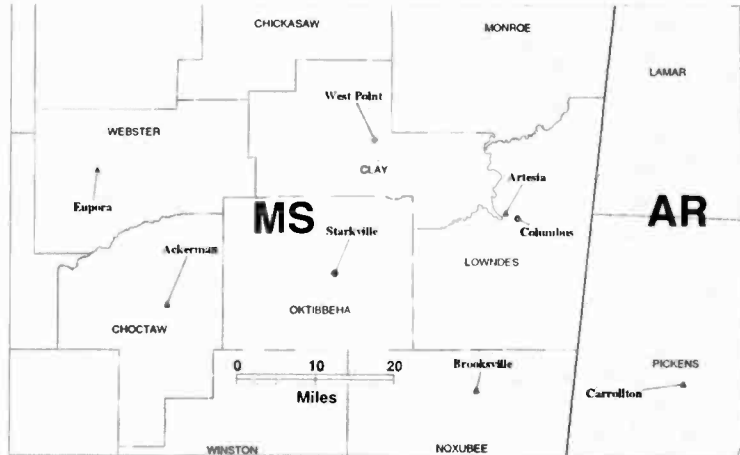 CHICKASAW
MONROE
LAMAR
West Point
WEBSTER
CLAY
Artesia
Eupora
MS
AR
Starkville
Columbus
Ackerman
LOWNDES
OKTIBBEHA
CHOCTAW
0 10 20
Miles
Brooksville
PICKENS
Carrollton
WINSTON
NOXUBEE